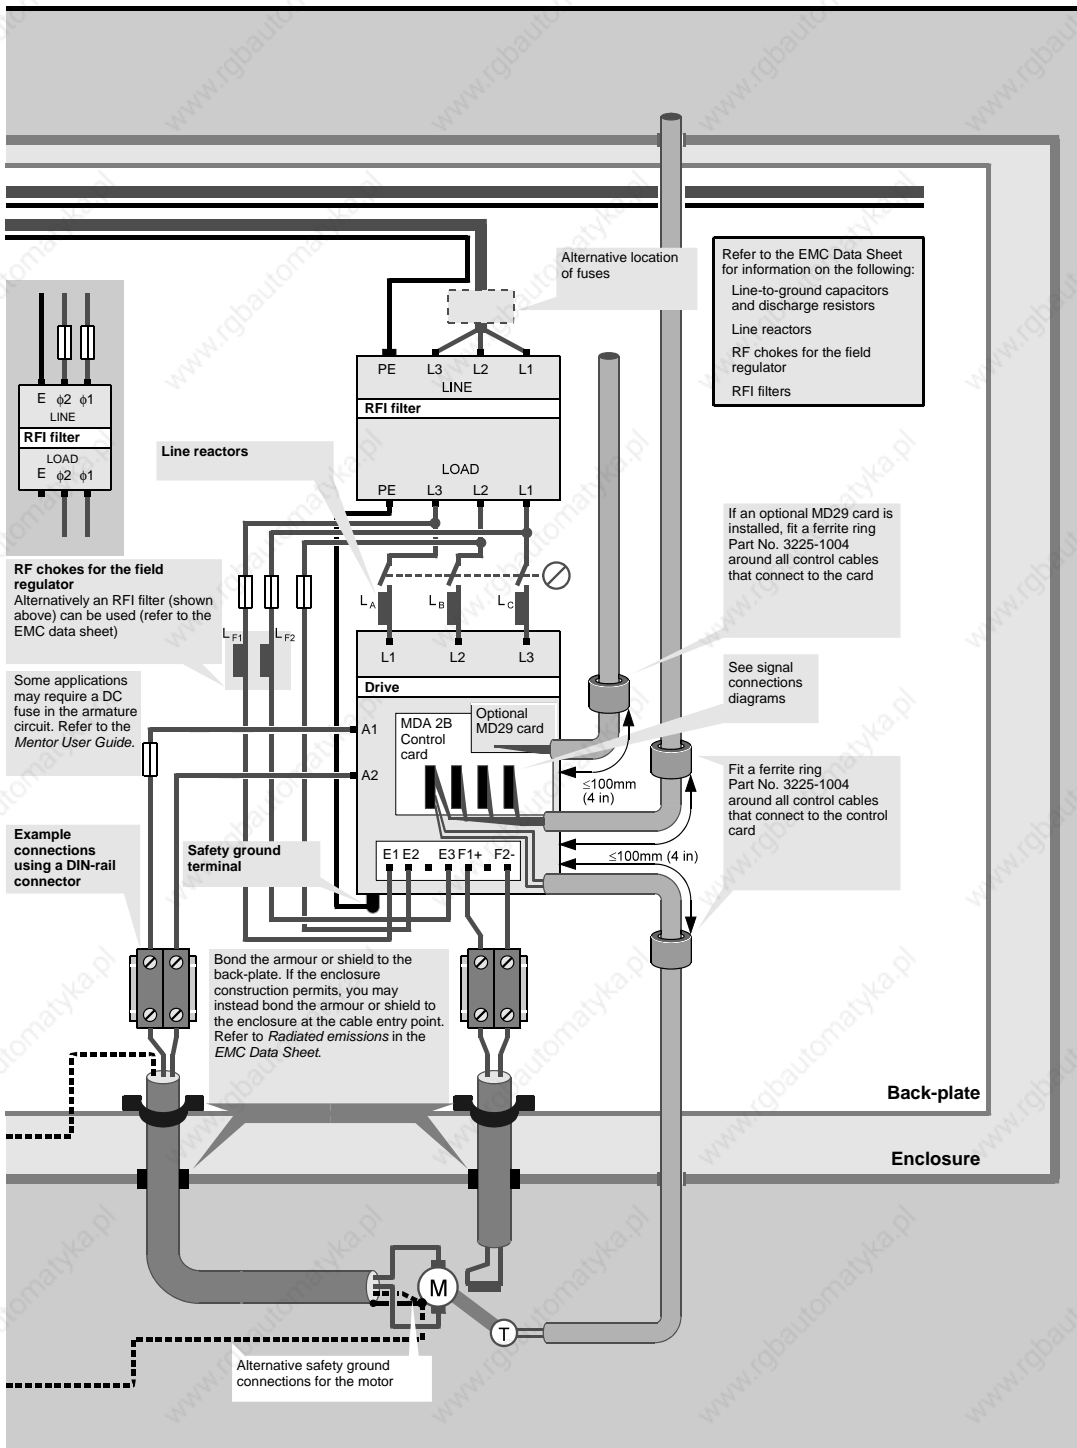 Alternative location
of fuses
Refer to the EMC Data Sheet
for information on the following:
Line-to-ground capacitors
and discharge resistors
Line reactors
RF chokes for the field
regulator
RFI filters
E ϕ2 ϕ1
LINE
RFI filter
LOAD
E ϕ2 ϕ1
PE L3 L2 L1
LINE
RFI filter
LOAD
PE L3 L2 L1
Line reactors
If an optional MD29 card is
installed, fit a ferrite ring
Part No. 3225-1004
around all control cables
that connect to the card
RF chokes for the field
regulator
Alternatively an RFI filter (shown
above) can be used (refer to the
EMC data sheet)
LA LB LC
LF1 LF2
L1 L2 L3
Drive
See signal
connections
diagrams
Some applications
may require a DC
fuse in the armature
circuit. Refer to the
Mentor User Guide.
A1
A2
MDA 2B
Control
card
Optional
MD29 card
≤100mm
(4 in)
Fit a ferrite ring
Part No. 3225-1004
around all control cables
that connect to the control
card
Example
connections
using a DIN-rail
connector
Safety ground
terminal
E1 E2 E3 F1+ F2-
≤100mm (4 in)
Bond the armour or shield to the
back-plate. If the enclosure
construction permits, you may
instead bond the armour or shield to
the enclosure at the cable entry point.
Refer to Radiated emissions in the
EMC Data Sheet.
Back-plate
Enclosure
M
T
Alternative safety ground
connections for the motor
www.rgbautomatyka.pl